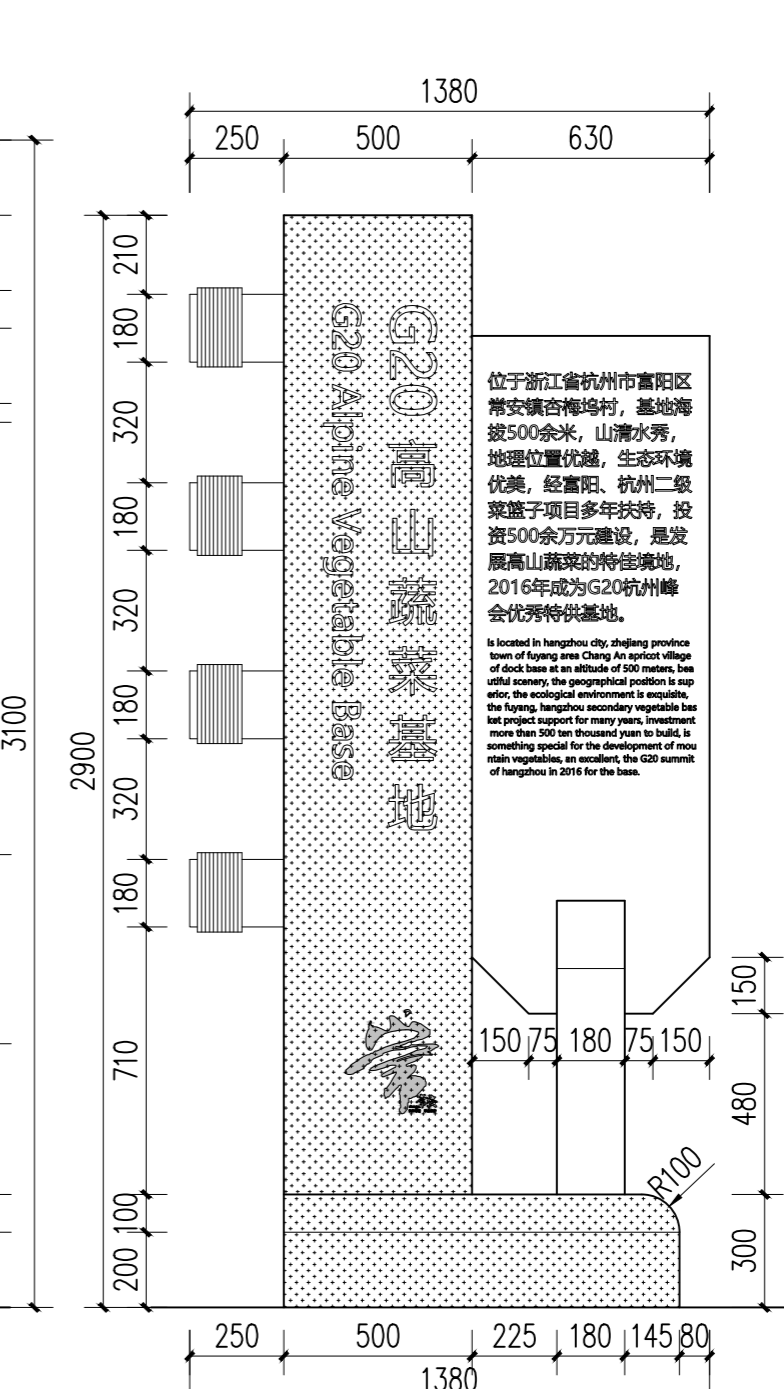 1380
250 500 630
210
180
320
180
320
180
320
180
710
100
200
2900
3100
G20高山蔬菜基地
G20 Alpine Vegetable Base
位于浙江省杭州市富阳区
常安镇杏梅坞村，基地海
拔500余米，山清水秀，
地理位置优越，生态环境
优美，经富阳、杭州二级
菜篮子项目多年扶持，投
资500余万元建设，是发
展高山蔬菜的特佳境地，
2016年成为G20杭州峰
会优秀特供基地。
is located in hangzhou city, zhejiang province
town of fuyang area Chang An apricot village
of dock base at an altitude of 500 meters, bea
utiful scenery, the geographical position is sup
erior, the ecological environment is exquisite,
the fuyang, hangzhou secondary vegetable bas
ket project support for many years, investment
more than 500 ten thousand yuan to build, is
something special for the development of mou
ntain vegetables, an excellent, the G20 summit
of hangzhou in 2016 for the base.
150 75 180 75 150
150
480
300
R100
250 500 225 180 145 80
1380